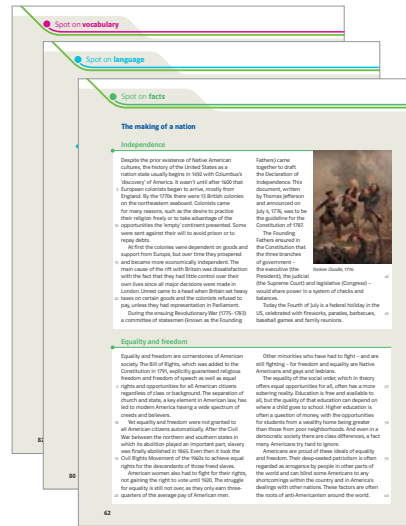 Spot on vocabulary
Spot on language
Spot on facts
The making of a nation
Independence
Despite the prior existence of Native American
cultures, the history of the United States as a
nation state usually begins in 1492 with Columbus's
'discovery' of America. It wasn't until after 1600 that
European colonists began to arrive, mostly from
England. By the 1770s there were 13 British colonies
on the northeastern seaboard. Colonists came
for many reasons, such as the desire to practice
their religion freely or to take advantage of the
opportunities the 'empty' continent presented. Some
were sent against their will to avoid prison or to
repay debts.
At first the colonies were dependent on goods and
support from Europe, but over time they prospered
and became more economically independent. The
main cause of the rift with Britain was dissatisfaction
with the fact that they had little control over their
own lives since all major decisions were made in
London. Unrest came to a head when Britain set heavy
taxes on certain goods and the colonies refused to
pay, unless they had representation in Parliament.
During the ensuing Revolutionary War (1775–1783)
a committee of statesmen (known as the Founding
Fathers) came
together to draft
the Declaration of
Independence. This
document, written
by Thomas Jefferson
and announced on
July 4, 1776, was to be
the guideline for the
Constitution of 1787.
The Founding
Fathers ensured in
the Constitution that
the three branches
of government –
the executive (the
President), the judicial
(the Supreme Court) and legislative (Congress) –
would share power in a system of checks and
balances.
Today the Fourth of July is a federal holiday in the
US, celebrated with fireworks, parades, barbecues,
baseball games and family reunions.
Yankee Doodle, 1776
Equality and freedom
Equality and freedom are cornerstones of American
society. The Bill of Rights, which was added to the
Constitution in 1791, explicitly guaranteed religious
freedom and freedom of speech as well as equal
rights and opportunities for all American citizens
regardless of class or background. The separation of
church and state, a key element in American law, has
led to modern America having a wide spectrum of
creeds and believers.
Yet equality and freedom were not granted to
all American citizens automatically. After the Civil
War between the northern and southern states in
which its abolition played an important part, slavery
was finally abolished in 1865. Even then it took the
Civil Rights Movement of the 1960s to achieve equal
rights for the descendants of those freed slaves.
American women also had to fight for their rights,
not gaining the right to vote until 1920. The struggle
for equality is still not over, as they only earn three-
quarters of the average pay of American men.
Other minorities who have had to fight – and are
still fighting – for freedom and equality are Native
Americans and gays and lesbians.
The equality of the social order, which in theory
offers equal opportunities for all, often has a more
sobering reality. Education is free and available to
all, but the quality of that education can depend on
where a child goes to school. Higher education is
often a question of money, with the opportunities
for students from a wealthy home being greater
than those from poor neighborhoods. And even in a
democratic society there are class differences, a fact
many Americans try hard to ignore.
Americans are proud of these ideals of equality
and freedom. Their deep-seated patriotism is often
regarded as arrogance by people in other parts of
the world and can blind some Americans to any
shortcomings within the country and in America's
dealings with other nations. These factors are often
the roots of anti-Americanism around the world.
82
80
62